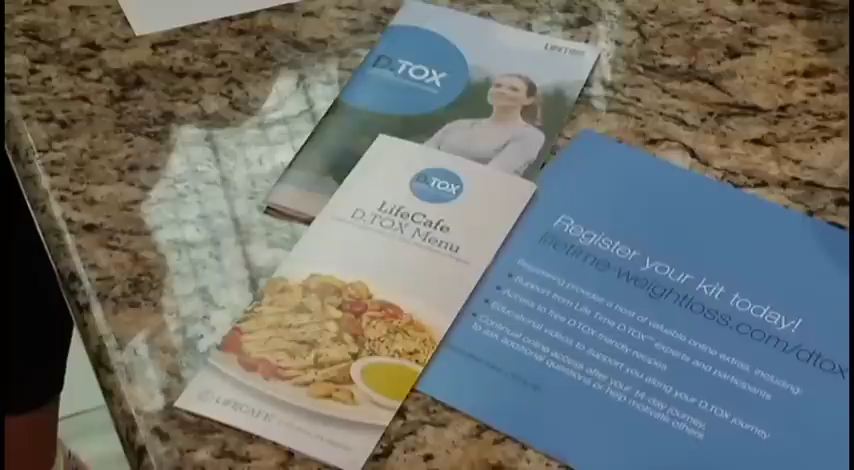 D.TOX
LIFETIME
D.TOX
LifeCafe
D.TOX Menu
LIFECAFE
Register your kit today!
lifetime-weightloss.com/dtox
Registering provides a host of valuable online extras, including:
• Support from Life Time D.TOX™ experts and participants
• Access to free D.TOX-friendly recipes
• Educational videos to support you along your D.TOX journey
• Continual online access after your 14-day journey,
to ask additional questions or help motivate others